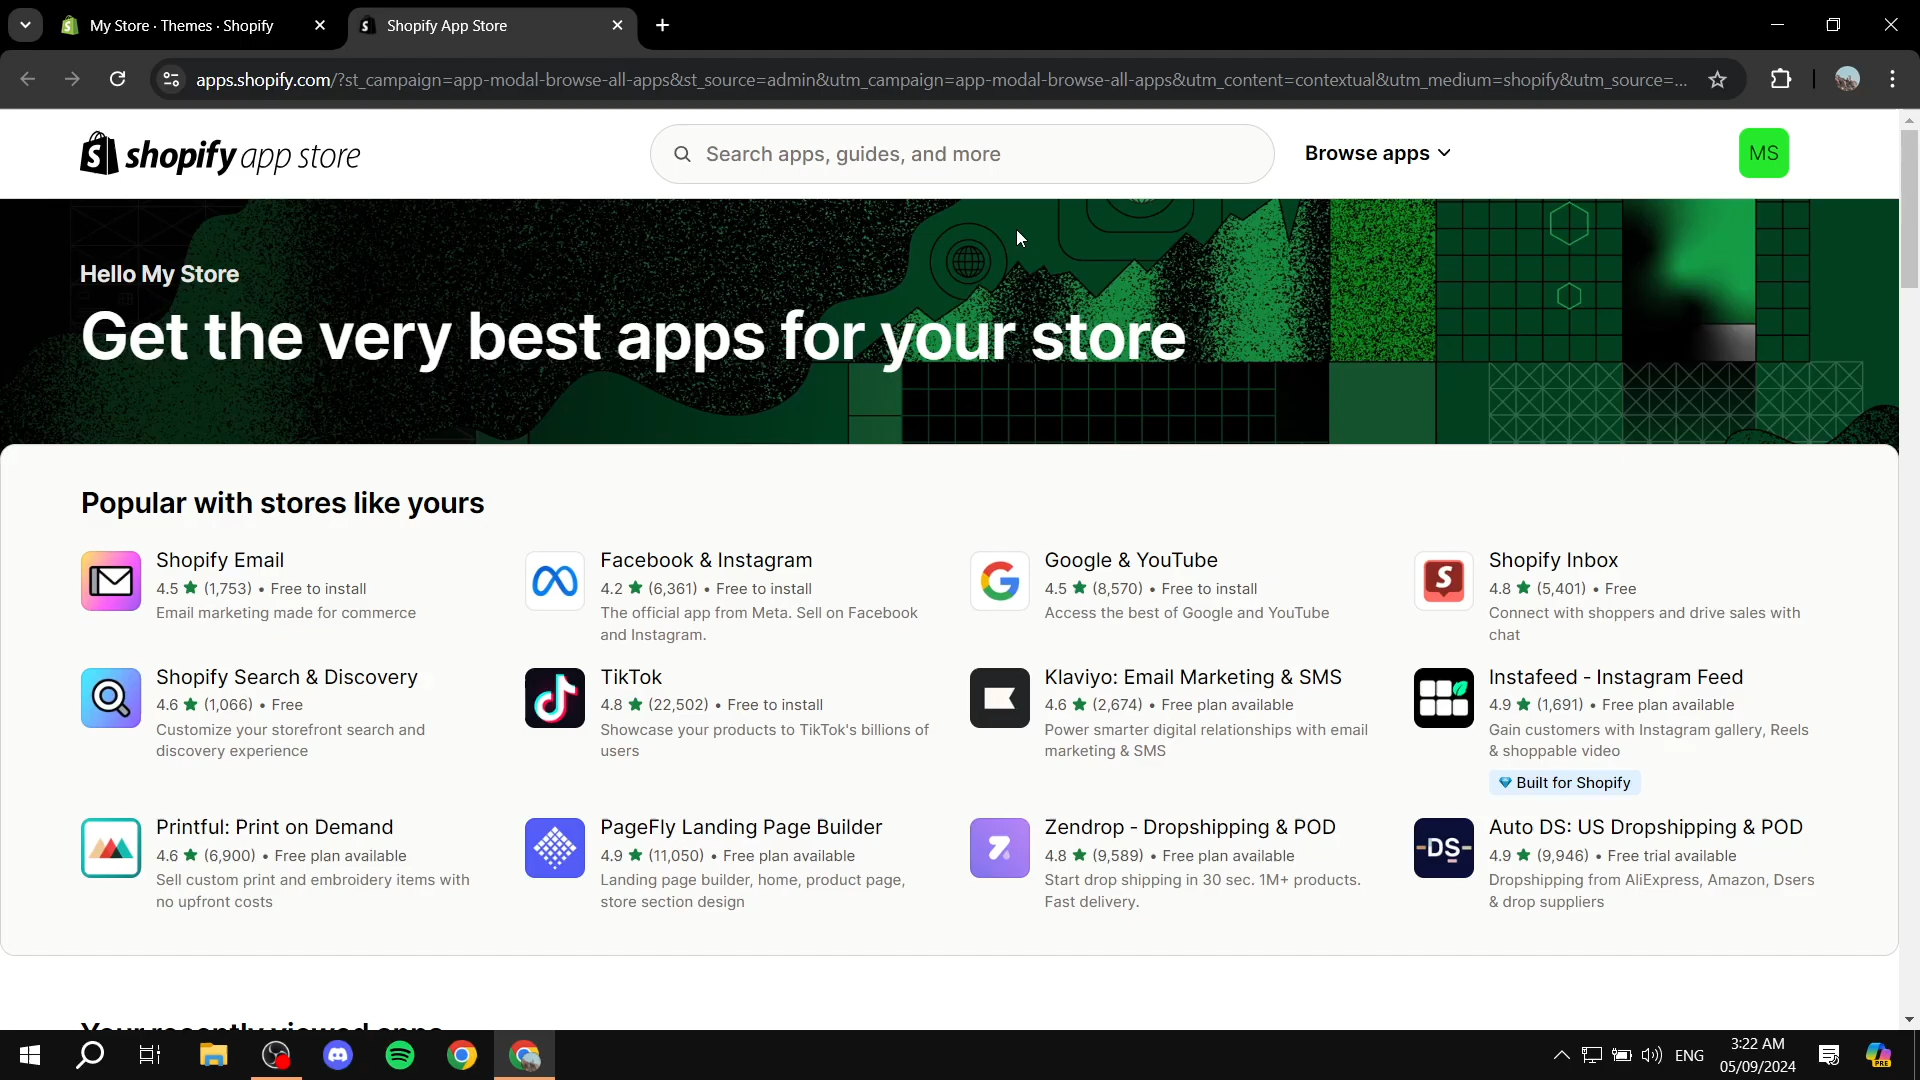 My Store · Themes · Shopify
Shopify App Store
apps.shopify.com/?st_campaign=app-modal-browse-all-apps&st_source=admin&utm_campaign=app-modal-browse-all-apps&utm_content=contextual&utm_medium=shopify&utm_source=...
shopify app store
Search apps, guides, and more
Browse apps
MS
Hello My Store
Get the very best apps for your store
Popular with stores like yours
Shopify Email
4.5 ★ (1,753) • Free to install
Email marketing made for commerce
Facebook & Instagram
4.2 ★ (6,361) • Free to install
The official app from Meta. Sell on Facebook
and Instagram.
Google & YouTube
4.5 ★ (8,570) • Free to install
Access the best of Google and YouTube
Shopify Inbox
4.8 ★ (5,401) • Free
Connect with shoppers and drive sales with
chat
Shopify Search & Discovery
4.6 ★ (1,066) • Free
Customize your storefront search and
discovery experience
TikTok
4.8 ★ (22,502) • Free to install
Showcase your products to TikTok's billions of
users
Klaviyo: Email Marketing & SMS
4.6 ★ (2,674) • Free plan available
Power smarter digital relationships with email
marketing & SMS
Instafeed - Instagram Feed
4.9 ★ (1,691) • Free plan available
Gain customers with Instagram gallery, Reels
& shoppable video
Built for Shopify
Printful: Print on Demand
4.6 ★ (6,900) • Free plan available
Sell custom print and embroidery items with
no upfront costs
PageFly Landing Page Builder
4.9 ★ (11,050) • Free plan available
Landing page builder, home, product page,
store section design
Zendrop - Dropshipping & POD
4.8 ★ (9,589) • Free plan available
Start drop shipping in 30 sec. 1M+ products.
Fast delivery.
-DS-
Auto DS: US Dropshipping & POD
4.9 ★ (9,946) • Free trial available
Dropshipping from AliExpress, Amazon, Dsers
& drop suppliers
Your recently viewed apps
ENG
3:22 AM
05/09/2024
PRE